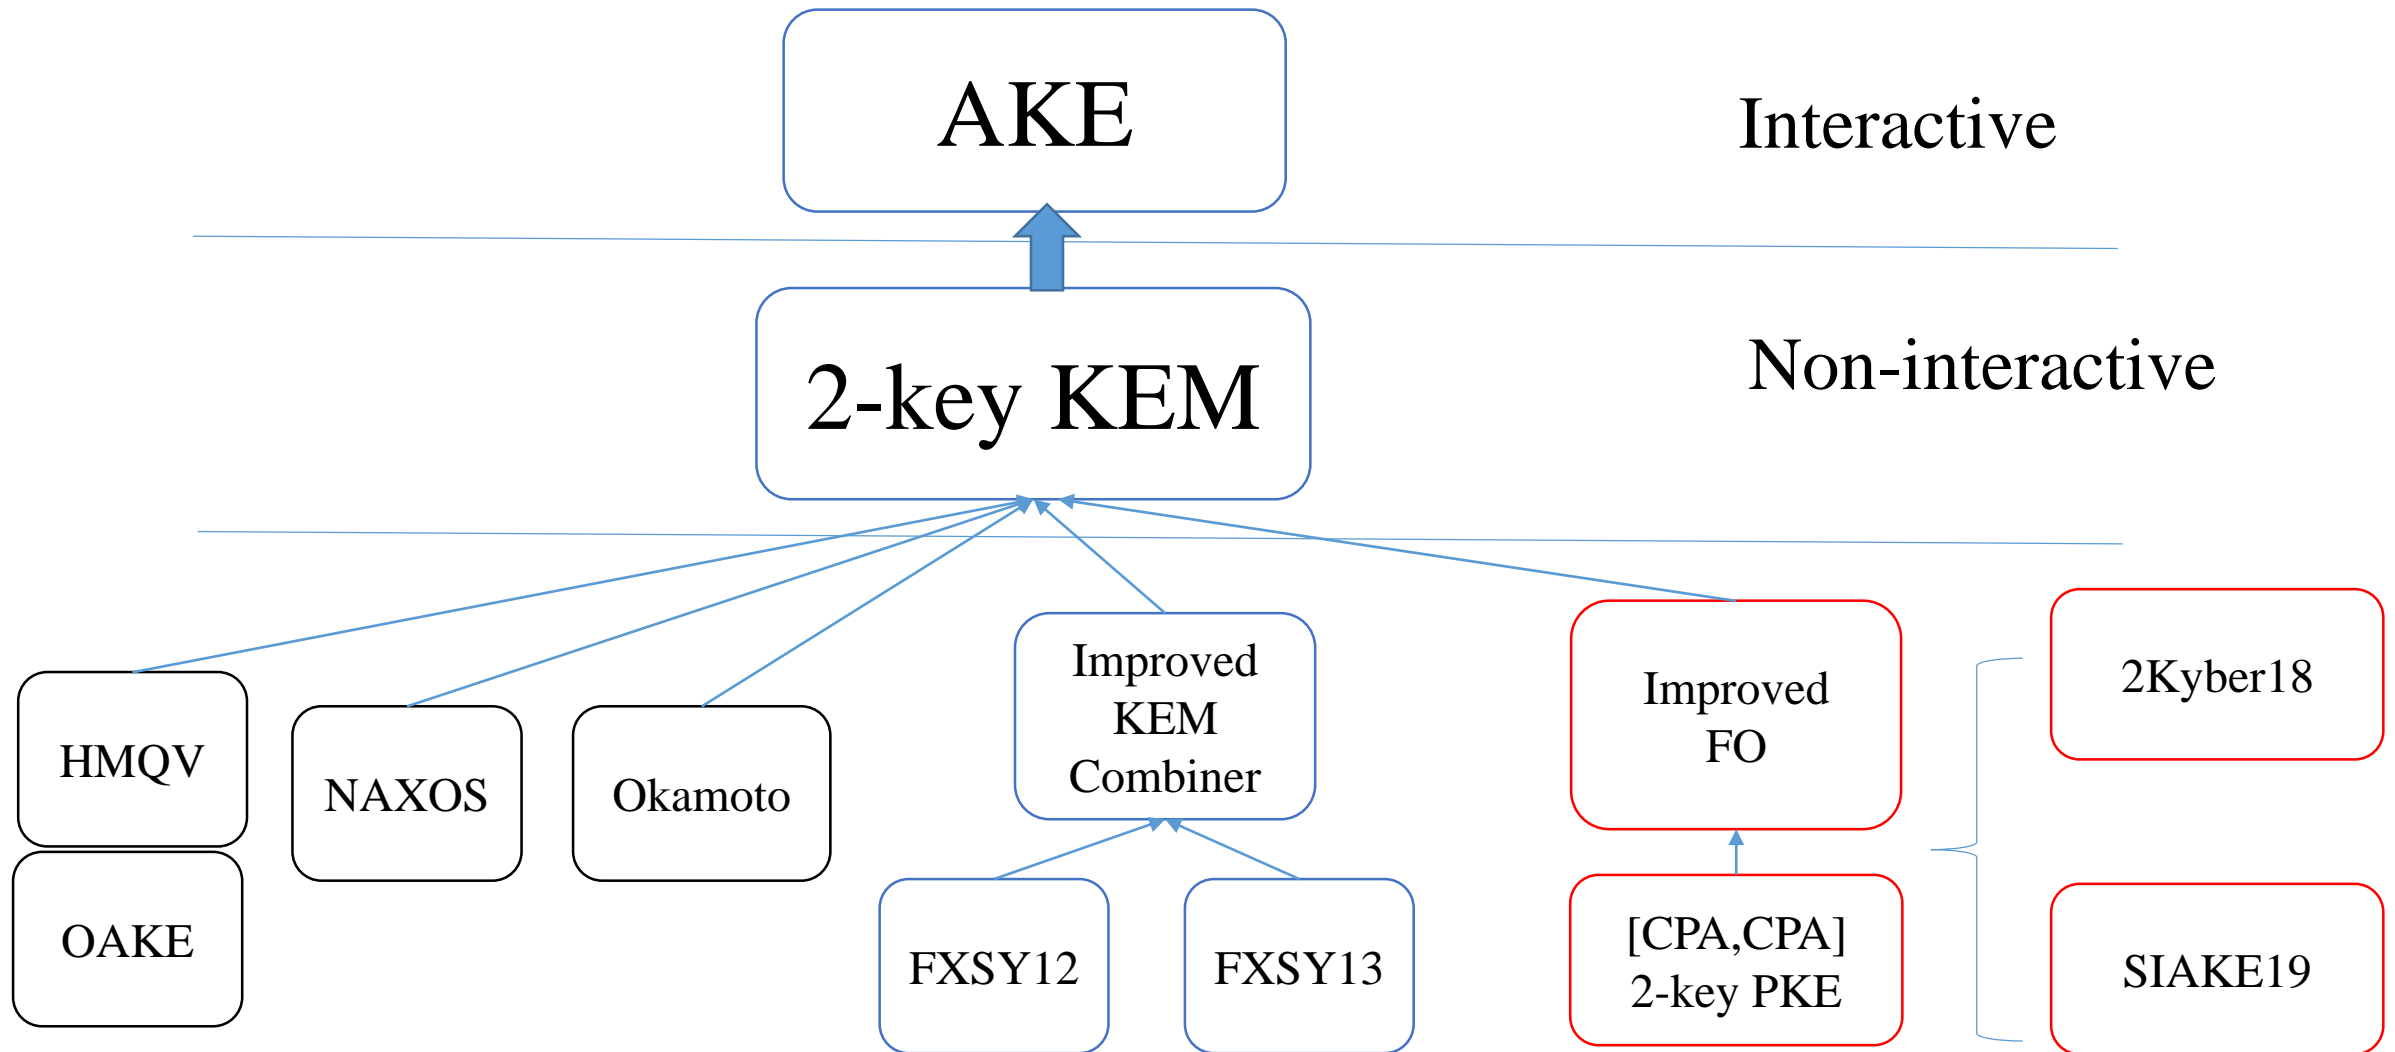 AKE
Interactive
2-key KEM
Non-interactive
HMQV
OAKE
NAXOS
Okamoto
Improved
KEM
Combiner
FXSY12
FXSY13
Improved
FO
[CPA,CPA]
2-key PKE
2Kyber18
SIAKE19